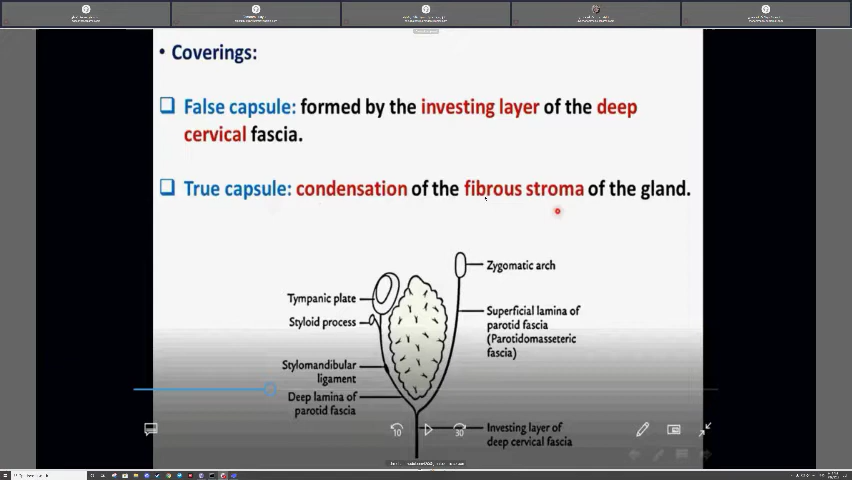 • Coverings:
False capsule: formed by the investing layer of the deep
cervical fascia.
True capsule: condensation of the fibrous stroma of the gland.
Zygomatic arch
Tympanic plate
Superficial lamina of
parotid fascia
(Parotidomasseteric
fascia)
Styloid process
Stylomandibular
ligament
Deep lamina of
parotid fascia
Investing layer of
deep cervical fascia
10
30